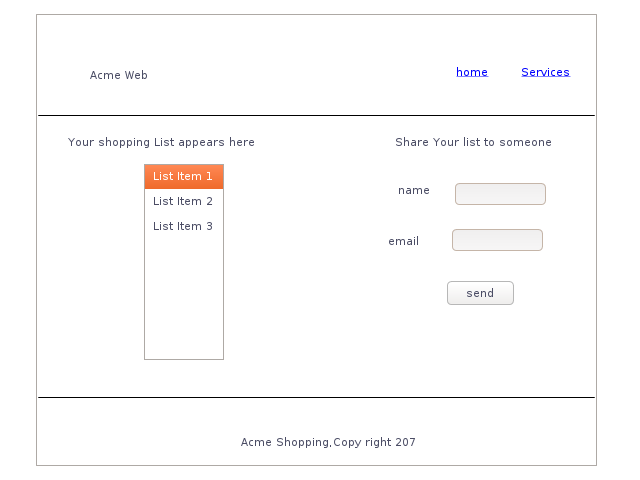 Acme Web
home
Services
Your shopping List appears here
List Item 1
List Item 2
List Item 3
Share Your list to someone
name
email
send
Acme Shopping,Copy right 207